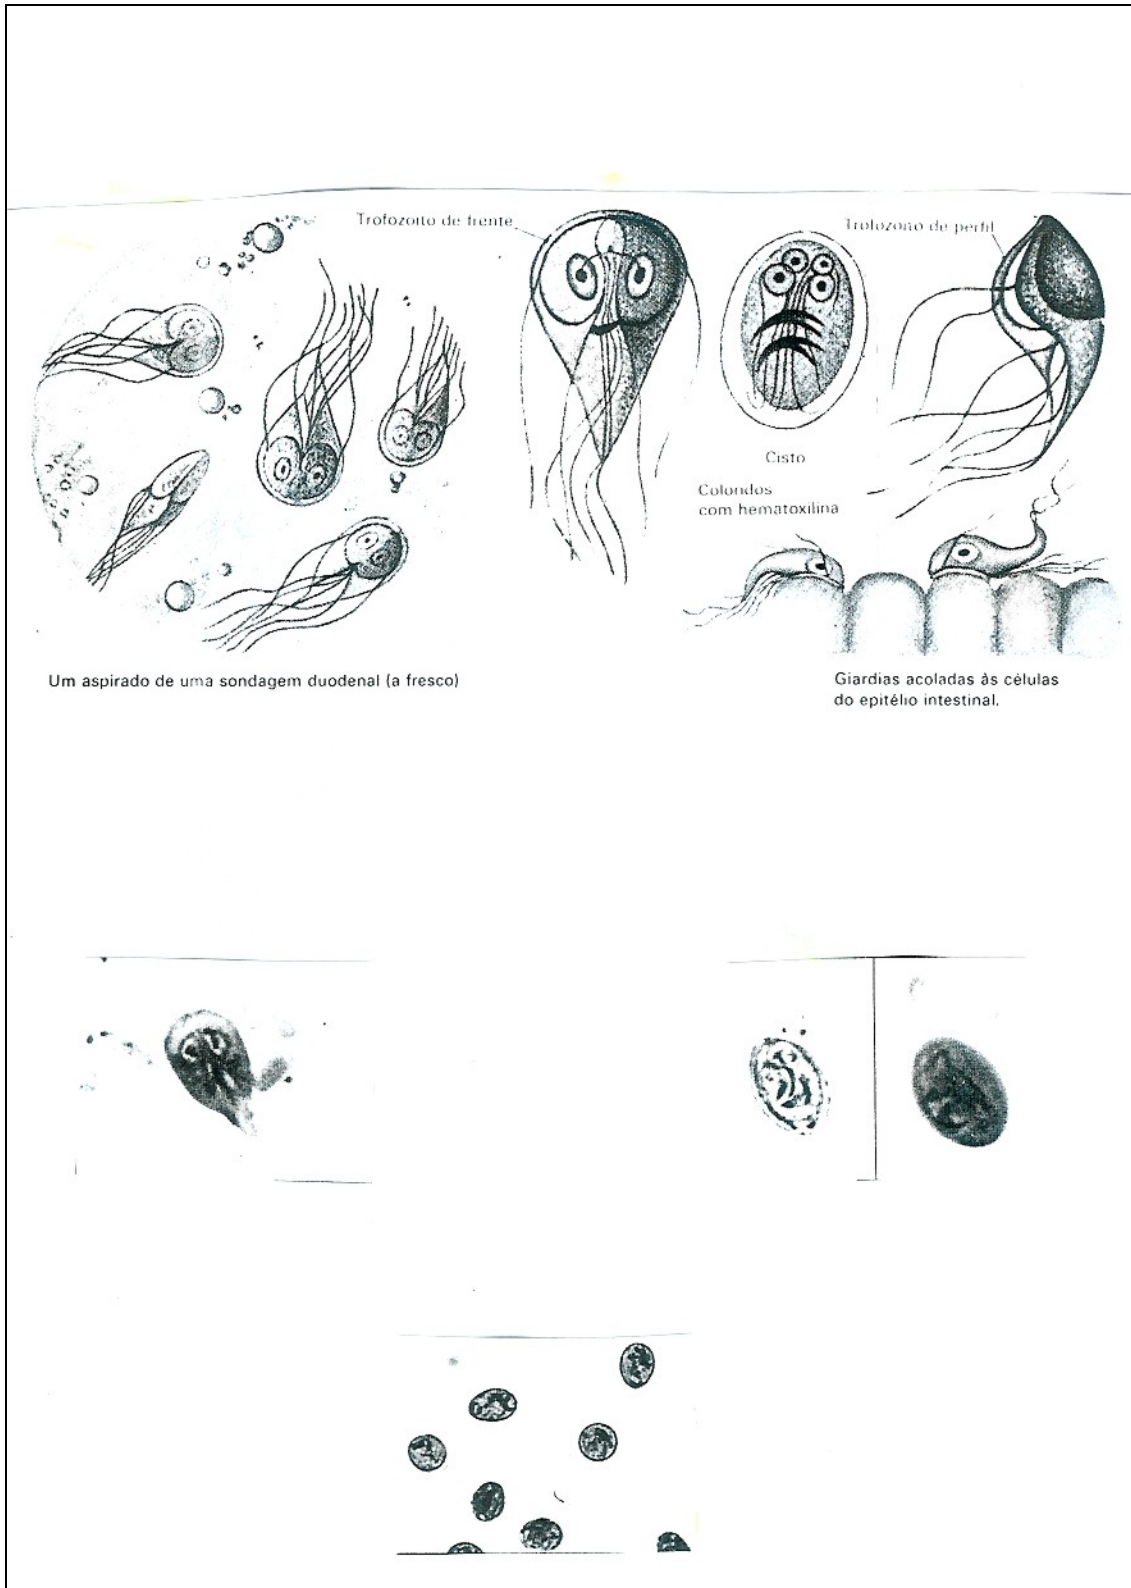 Trofozoito de frente
Trofozoito de perfil
Cisto
Coloridos
com hematoxilina
Um aspirado de uma sondagem duodenal (a fresco)
Giardias acoladas às células
do epitélio intestinal.